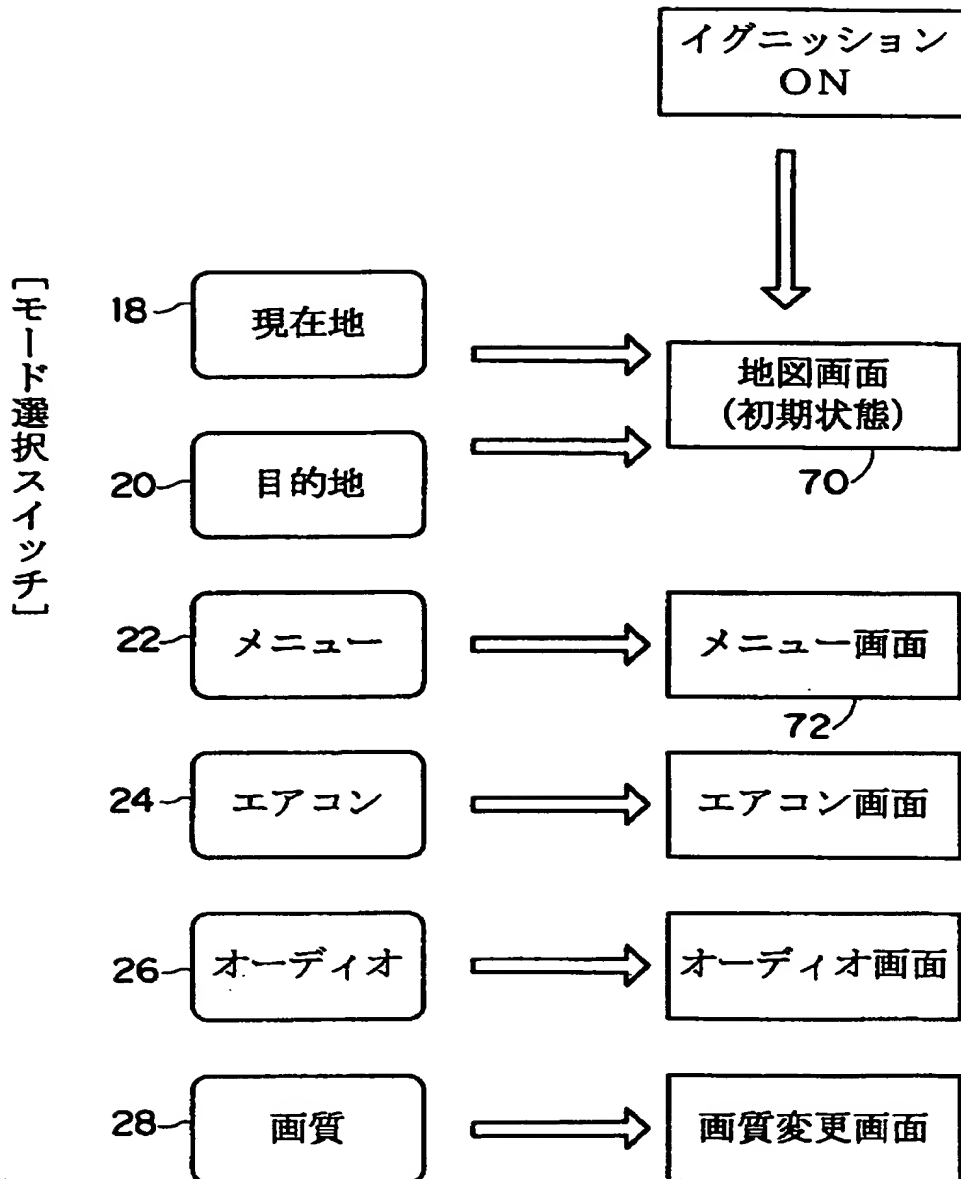 イグニッション
ON
[モード選択スイッチ]
18
現在地
地図画面
(初期状態)
70
20
目的地
22
メニュー
メニュー画面
72
24
エアコン
エアコン画面
26
オーディオ
オーディオ画面
28
画質
画質変更画面